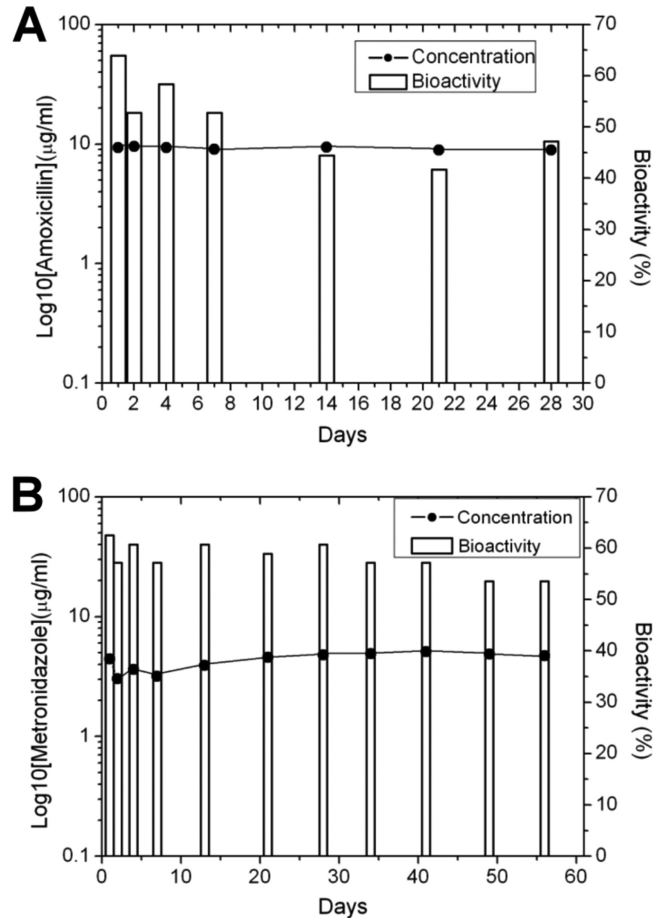 A
Concentration
Bioactivity
Log10[Amoxicillin](μg/ml)
100
10
1
0.1
70
60
50
40
30
20
10
0
Bioactivity (%)
0 2 4 6 8 10 12 14 16 18 20 22 24 26 28 30
Days
B
Concentration
Bioactivity
Log10[Metronidazole](μg/ml)
100
10
1
0.1
70
60
50
40
30
20
10
0
Bioactivity (%)
0 10 20 30 40 50 60
Days